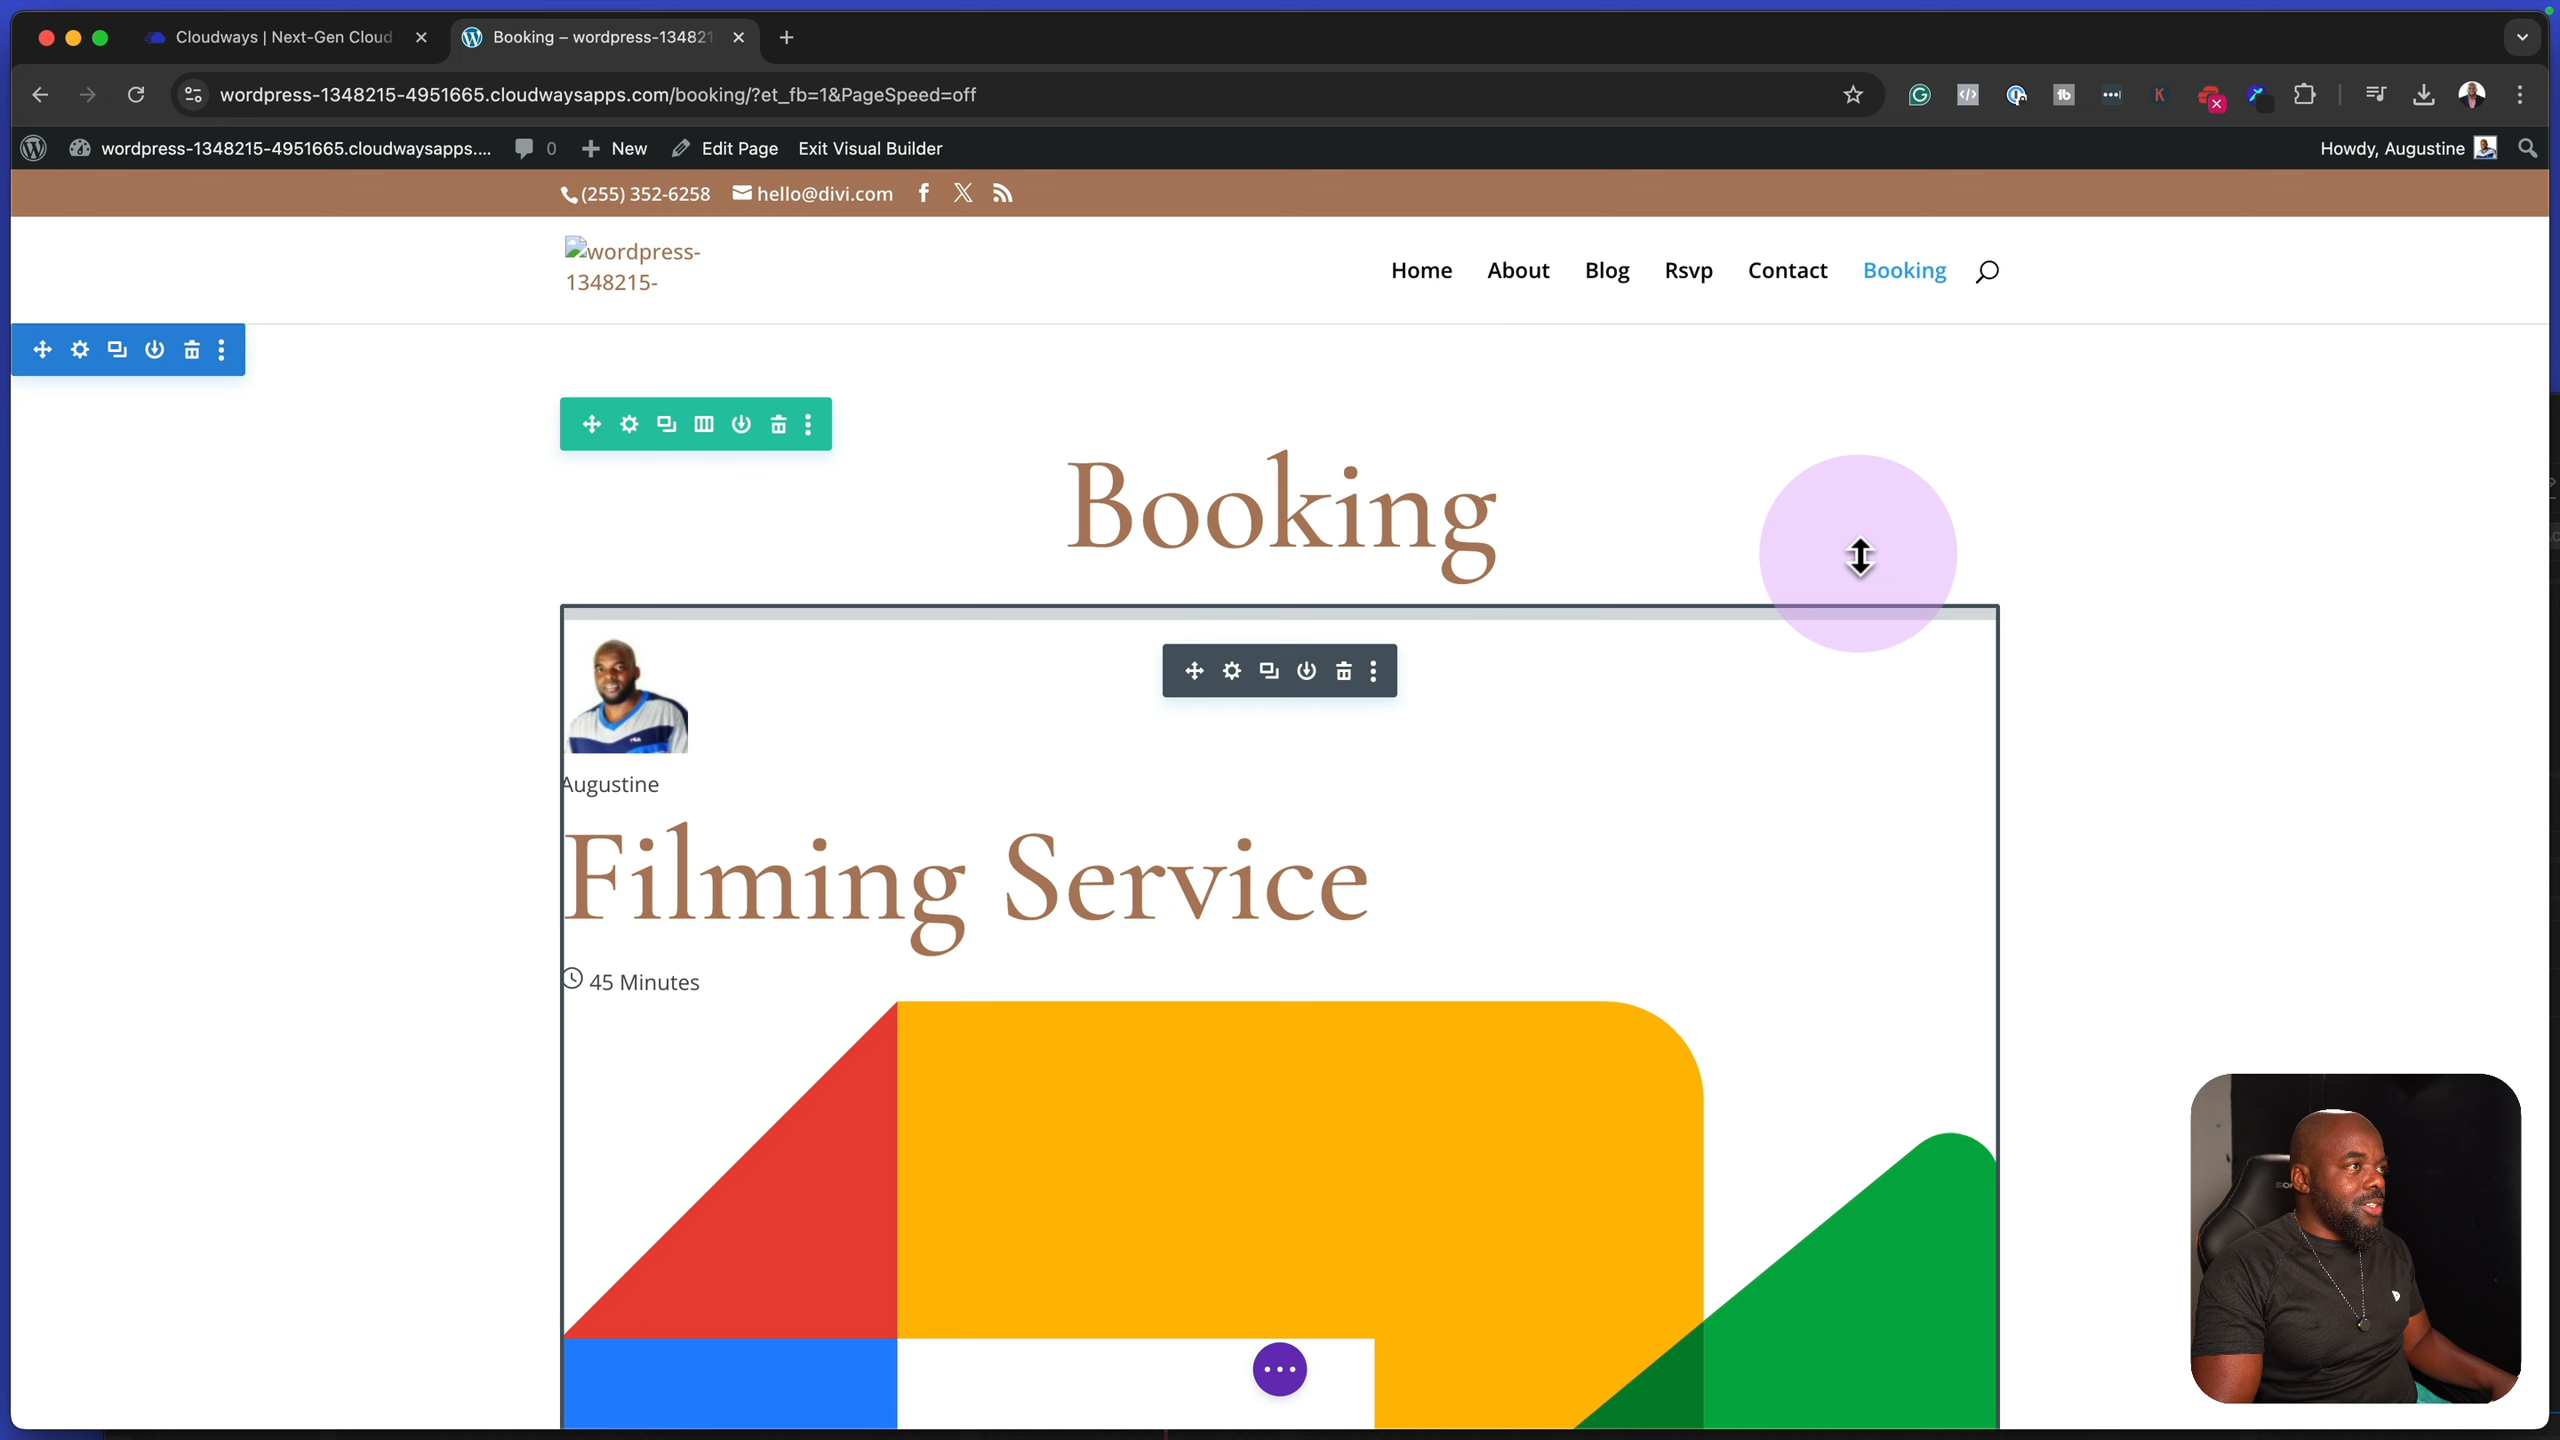 Cloudways | Next-Gen Cloud
Booking – wordpress-134821
wordpress-1348215-4951665.cloudwaysapps.com/booking/?et_fb=1&PageSpeed=off
wordpress-1348215-4951665.cloudwaysapps.... 0 New Edit Page Exit Visual Builder Howdy, Augustine
(255) 352-6258 hello@divi.com
wordpress-
1348215-
Home About Blog Rsvp Contact Booking
Booking
Augustine
Filming Service
45 Minutes